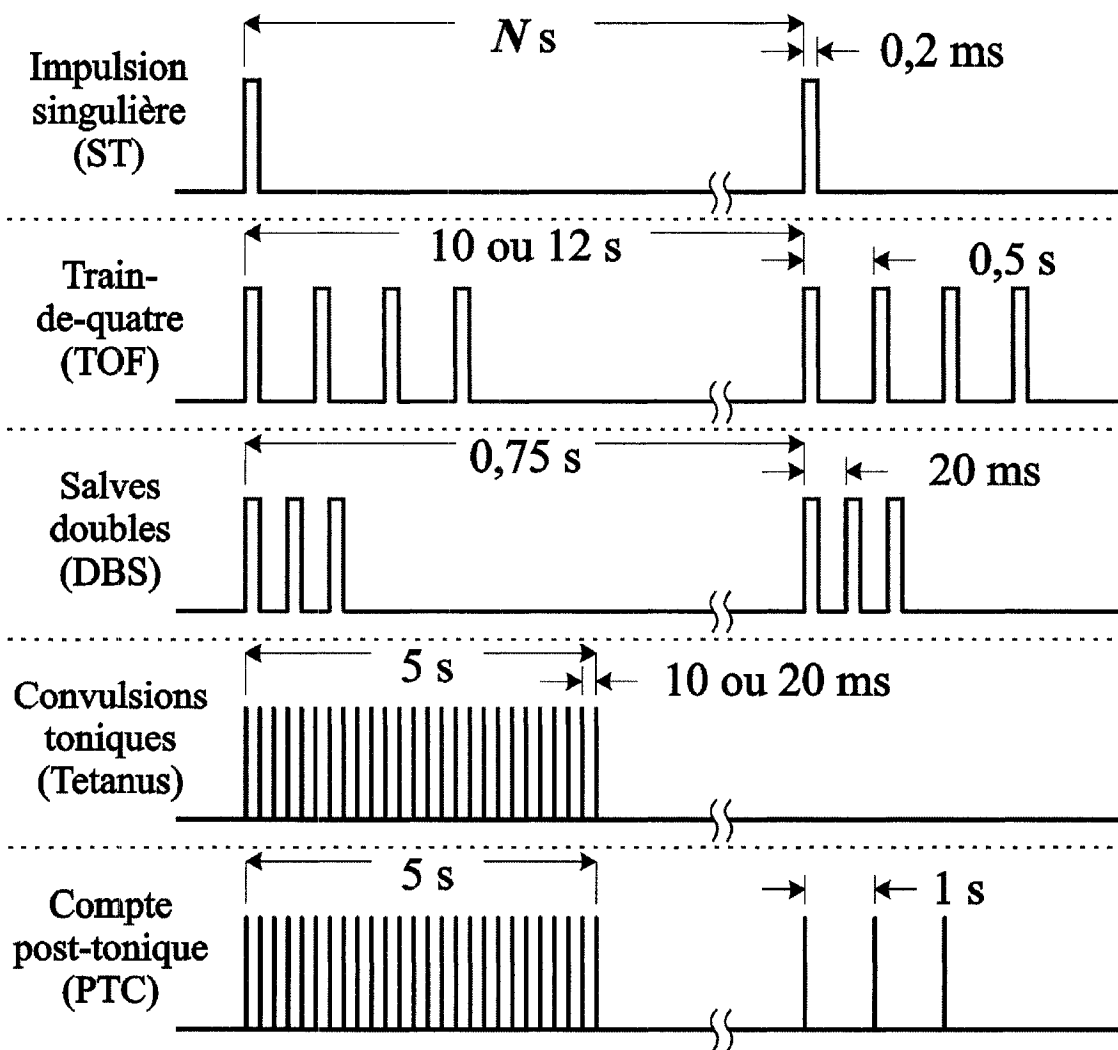 Impulsion
singulière
(ST)
N s
0,2 ms
Train-
de-quatre
(TOF)
10 ou 12 s
0,5 s
Salves
doubles
(DBS)
0,75 s
20 ms
Convulsions
toniques
(Tetanus)
5 s
10 ou 20 ms
Compte
post-tonique
(PTC)
5 s
1 s